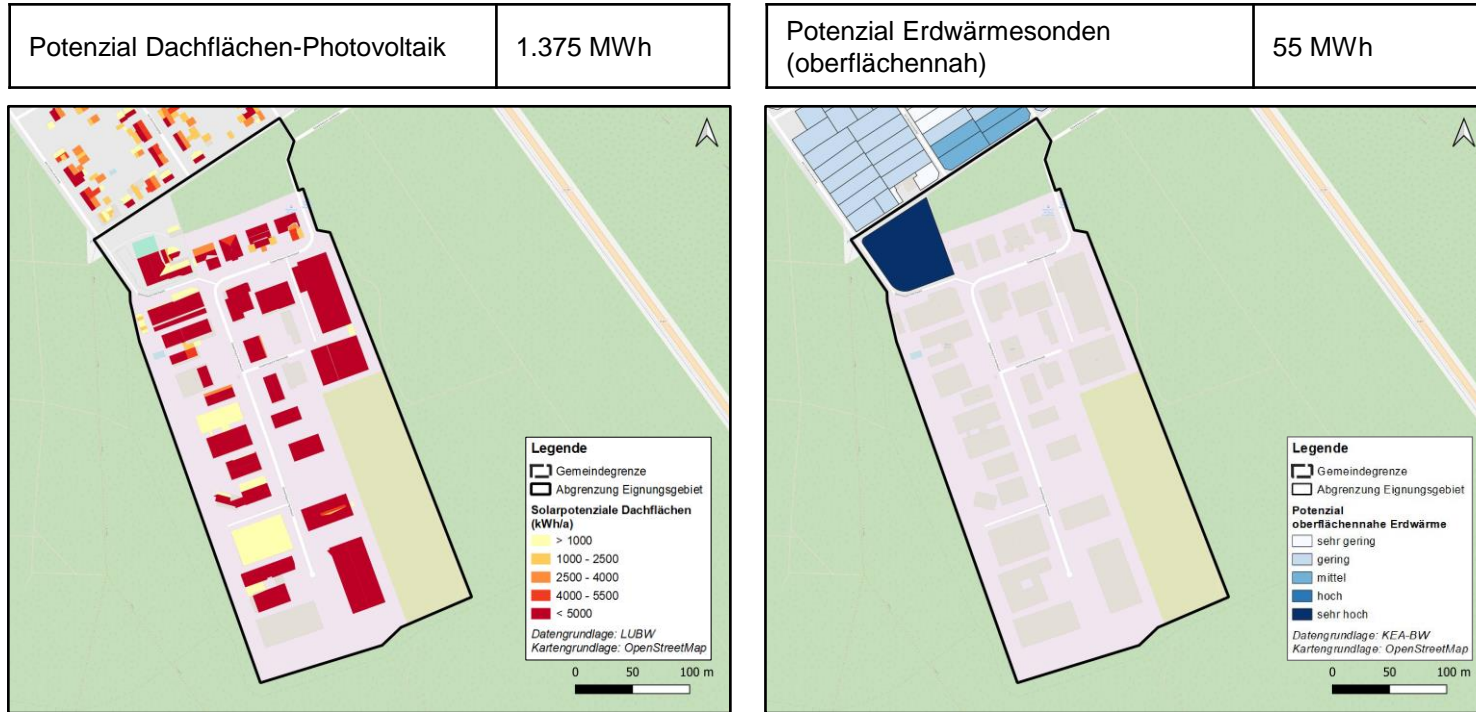 Potenzial Dachflächen-Photovoltaik
1.375 MWh
Potenzial Erdwärmesonden
(oberflächennah)
55 MWh
Legende
Gemeindegrenze
Abgrenzung Eignungsgebiet
Solarpotenziale Dachflächen
(kWh/a)
> 1000
1000 - 2500
2500 - 4000
4000 - 5500
< 5000
Datengrundlage: LUBW
Kartengrundlage: OpenStreetMap
0 50 100 m
Legende
Gemeindegrenze
Abgrenzung Eignungsgebiet
Potenzial
oberflächennahe Erdwärme
sehr gering
gering
mittel
hoch
sehr hoch
Datengrundlage: KEA-BW
Kartengrundlage: OpenStreetMap
0 50 100 m